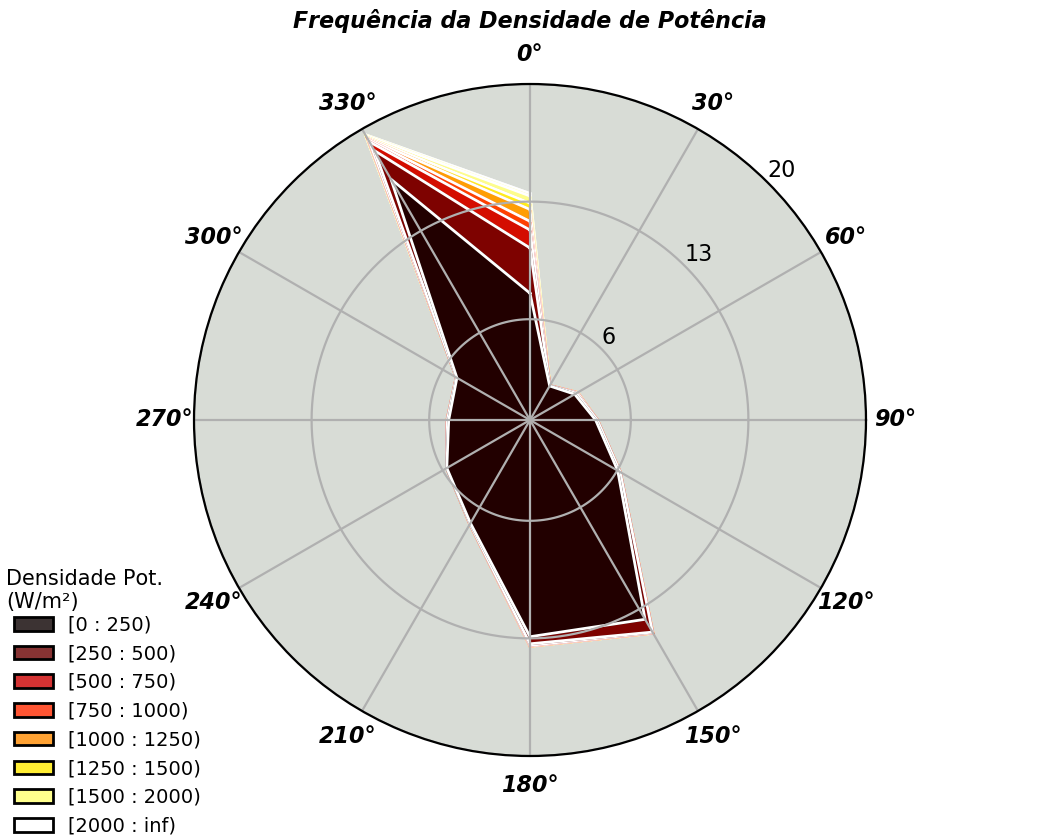 Frequência da Densidade de Potência
0°
330°
30°
20
300°
60°
13
6
270°
90°
240°
120°
210°
150°
180°
Densidade Pot.
(W/m²)
[0 : 250)
[250 : 500)
[500 : 750)
[750 : 1000)
[1000 : 1250)
[1250 : 1500)
[1500 : 2000)
[2000 : inf)